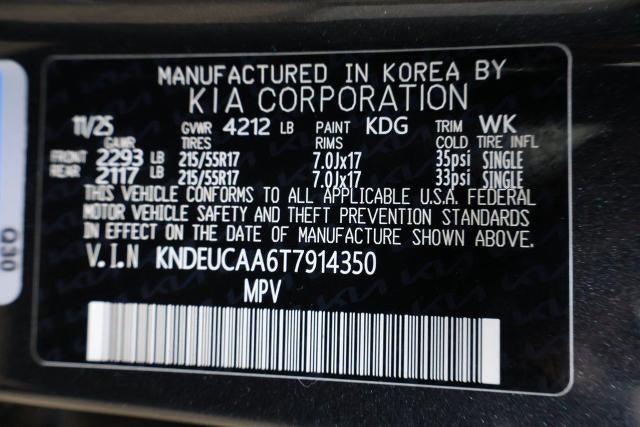 MANUFACTURED IN KOREA BY
KIA CORPORATION
11/25 GVWR 4212 LB PAINT KDG TRIM WK
GAWR TIRES RIMS COLD TIRE INFL
FRONT 2293 LB 215/55R17 7.0Jx17 35psi SINGLE
REAR 2117 LB 215/55R17 7.0Jx17 33psi SINGLE
THIS VEHICLE CONFORMS TO ALL APPLICABLE U.S.A. FEDERAL
MOTOR VEHICLE SAFETY AND THEFT PREVENTION STANDARDS
IN EFFECT ON THE DATE OF MANUFACTURE SHOWN ABOVE.
V.I.N KNDEUCAA6T7914350
MPV
Q30